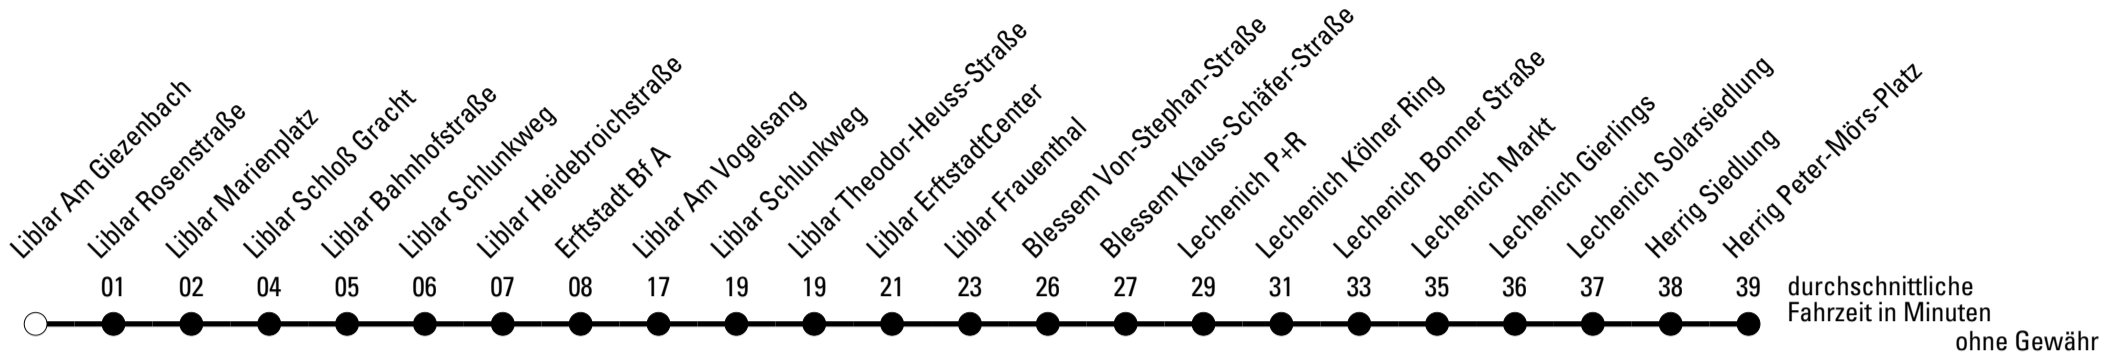 Liblar Am Giezenbach
Liblar Rosenstraße
Liblar Marienplatz
Liblar Schloß Gracht
Liblar Bahnhofstraße
Liblar Schlunkweg
Liblar Heidebroichstraße
Erftstadt Bf A
Liblar Am Vogelsang
Liblar Schlunkweg
Liblar Theodor-Heuss-Straße
Liblar ErftstadtCenter
Liblar Frauenthal
Blessem Von-Stephan-Straße
Blessem Klaus-Schäfer-Straße
Lechenich P+R
Lechenich Kölner Ring
Lechenich Bonner Straße
Lechenich Markt
Lechenich Gierlings
Lechenich Solarsiedlung
Herrig Siedlung
Herrig Peter-Mörs-Platz
01 02 04 05 06 07 08 17 19 19 21 23 26 27 29 31 33 35 36 37 38 39
durchschnittliche
Fahrzeit in Minuten
ohne Gewähr